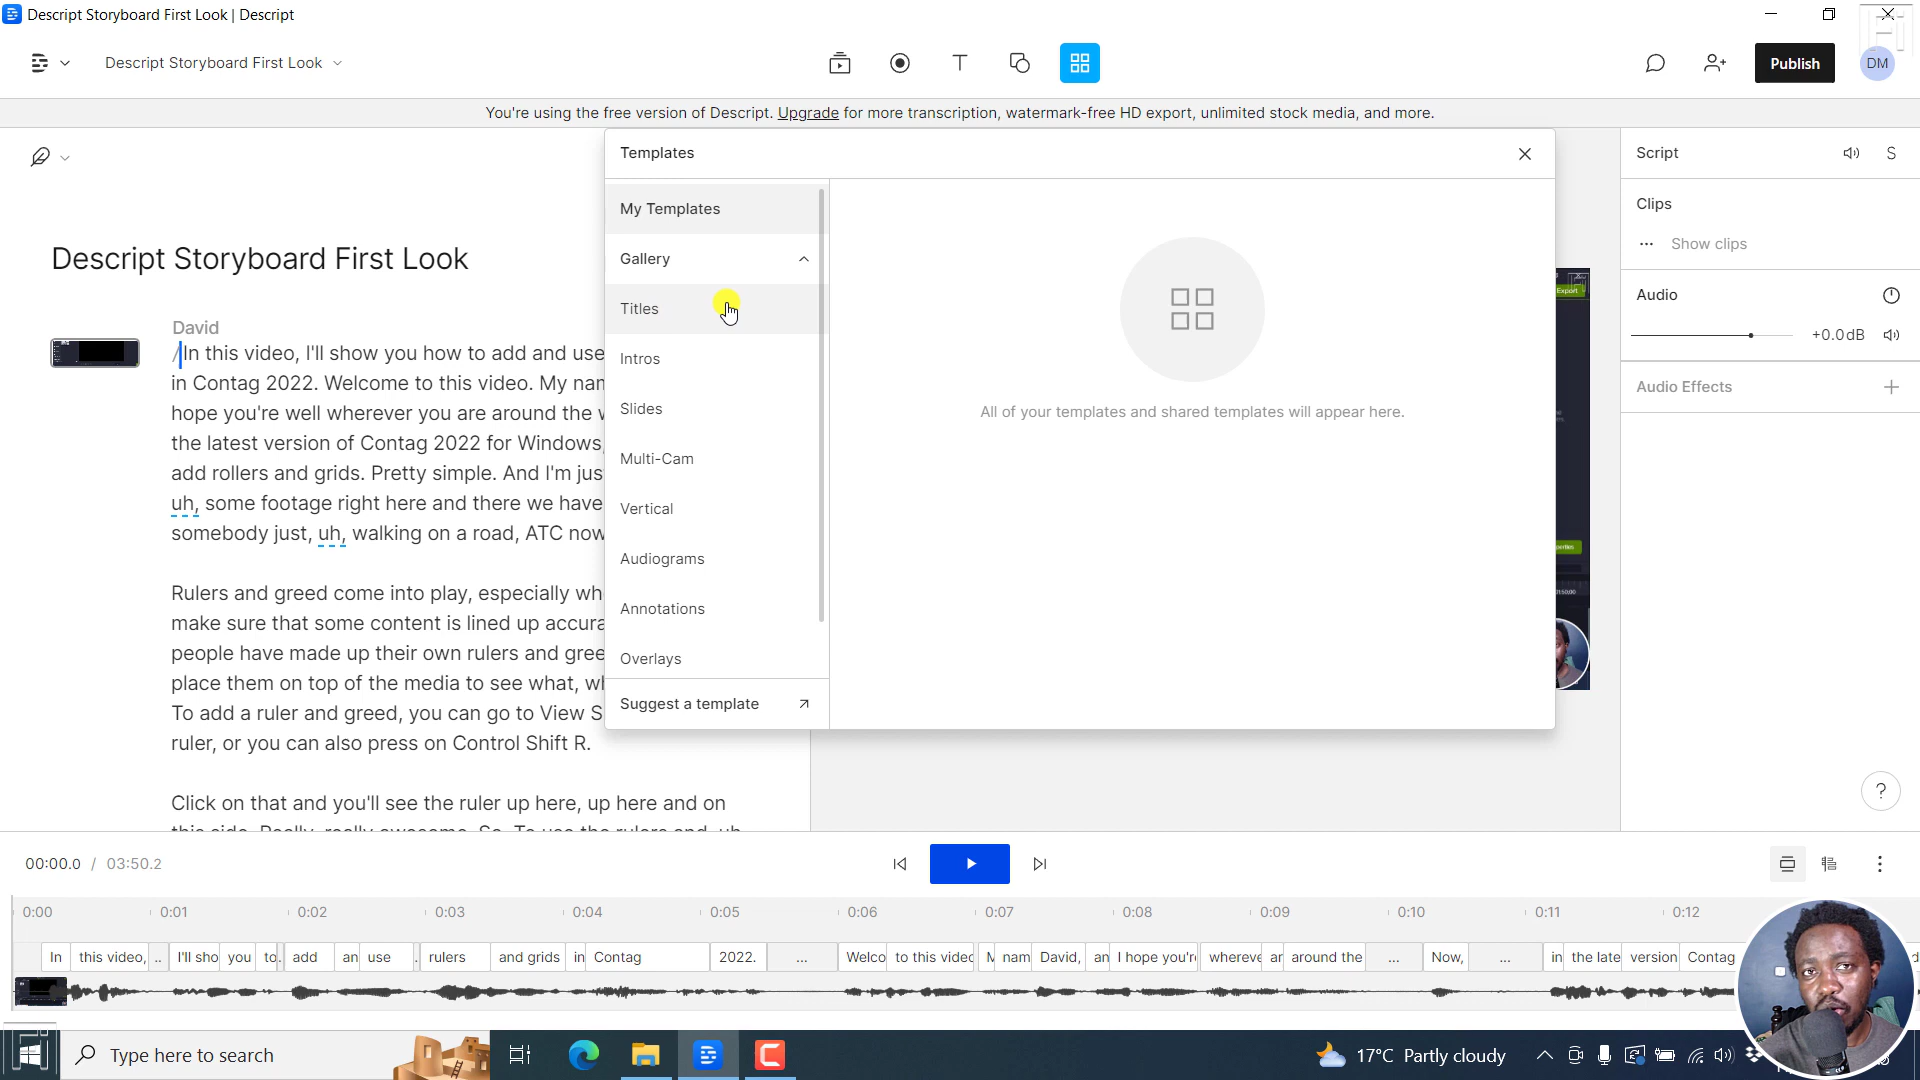 Descript Storyboard First Look | Descript
Descript Storyboard First Look
T
Publish
DM
You're using the free version of Descript. Upgrade for more transcription, watermark-free HD export, unlimited stock media, and more.
Templates
My Templates
Gallery
Titles
Intros
Slides
Multi-Cam
Vertical
Audiograms
Annotations
Overlays
Suggest a template
All of your templates and shared templates will appear here.
Export
Script
S
Clips
Show clips
Audio
+0.0dB
Audio Effects
?
Descript Storyboard First Look
David
/In this video, I'll show you how to add and use
in Contag 2022. Welcome to this video. My
hope you're well wherever you are around the
the latest version of Contag 2022 for Windows,
add rollers and grids. Pretty simple. And I'm
uh, some footage right here and there we have
somebody just, uh, walking on a road, ATC now
Rulers and greed come into play, especially
make sure that some content is lined up
people have made up their own rulers and
place them on top of the media to see what,
To add a ruler and greed, you can go to View
ruler, or you can also press on Control Shift R.
Click on that and you'll see the ruler up here, up here and on
this side. Really, really awesome. So, To use the rulers and, uh
00:00.0 / 03:50.2
0:00 0:01 0:02 0:03 0:04 0:05 0:06 0:07 0:08 0:09 0:10 0:11 0:12
In this video, .. I'll sho you to. add an use . rulers and grids in Contag 2022. ... Welco to this videc nam David, an I hope you're whereve ar around the ... Now, ... in the late version Contag
Type here to search
17°C Partly cloudy